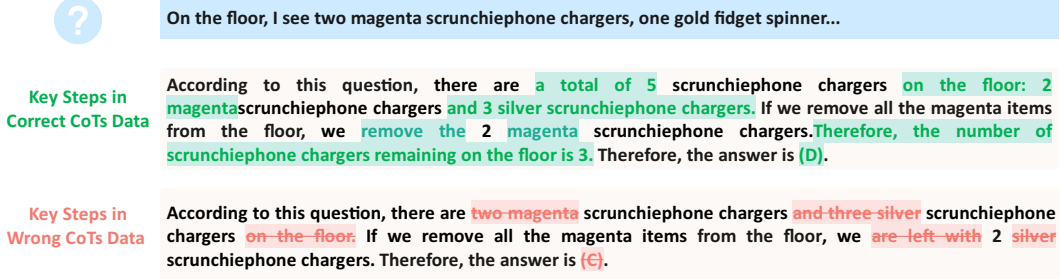 ?
On the floor, I see two magenta scrunchiephone chargers, one gold fidget spinner...
Key Steps in
Correct CoTs Data
According to this question, there are a total of 5 scrunchiephone chargers on the floor: 2
magentascrunchiephone chargers and 3 silver scrunchiephone chargers. If we remove all the magenta items
from the floor, we remove the 2 magenta scrunchiephone chargers.Therefore, the number of
scrunchiephone chargers remaining on the floor is 3. Therefore, the answer is (D).
Key Steps in
Wrong CoTs Data
According to this question, there are two magenta scrunchiephone chargers and three silver scrunchiephone
chargers on the floor. If we remove all the magenta items from the floor, we are left with 2 silver
scrunchiephone chargers. Therefore, the answer is (C).